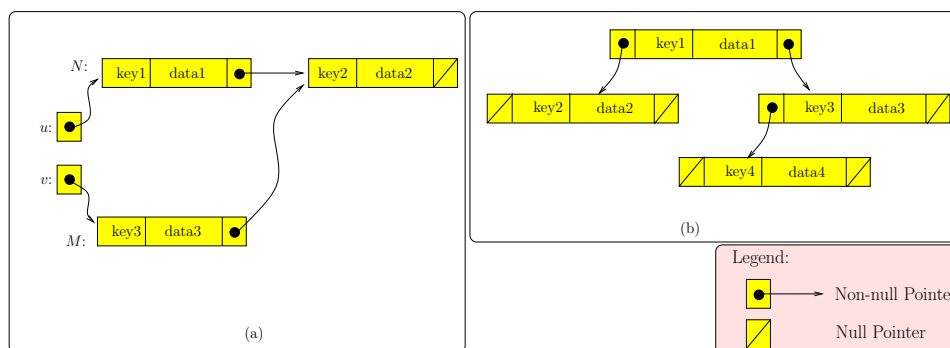 N:
key1 data1
key2 data2
u:
v:
M:
key3 data3
(a)
key1 data1
key2 data2
key3 data3
key4 data4
(b)
Legend:
Non-null Pointe
Null Pointer